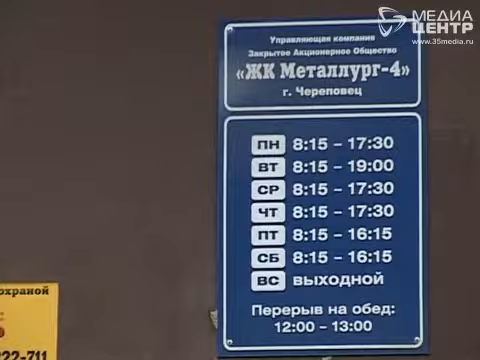 МЕДИА
ЦЕНТР
www.35media.ru
Управляющая компания
Закрытое Акционерное Общество
«ЖК Металлург-4»
г. Череповец
ПН 8:15 – 17:30
ВТ 8:15 – 19:00
СР 8:15 – 17:30
ЧТ 8:15 – 17:30
ПТ 8:15 – 16:15
СБ 8:15 – 16:15
ВС ВЫХОДНОЙ
Перерыв на обед:
12:00 – 13:00
охраной
22-711